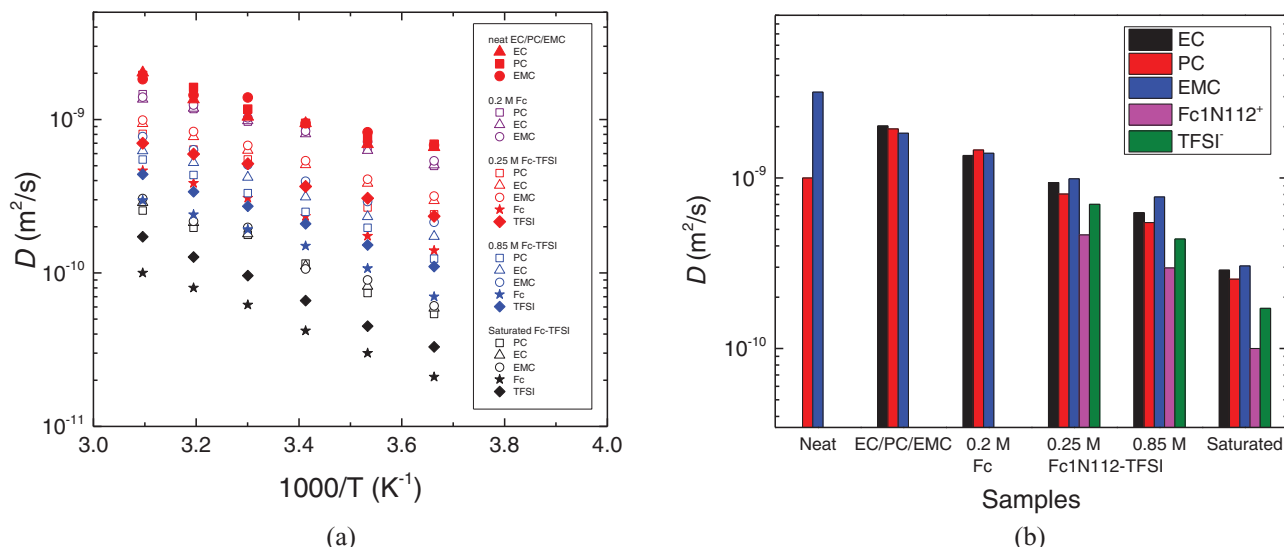 10⁻⁹
10⁻¹⁰
10⁻¹¹
D (m²/s)
3.0 3.2 3.4 3.6 3.8 4.0
1000/T (K⁻¹)
neat EC/PC/EMC
EC
PC
EMC
0.2 M Fc
PC
EC
EMC
0.25 M Fc-TFSI
PC
EC
EMC
Fc
TFSI
0.85 M Fc-TFSI
PC
EC
EMC
Fc
TFSI
Saturated Fc-TFSI
PC
EC
EMC
Fc
TFSI
(a)
10⁻⁹
10⁻¹⁰
D (m²/s)
EC
PC
EMC
Fc1N112⁺
TFSI⁻
Neat EC/PC/EMC 0.2 M 0.25 M 0.85 M Saturated
Fc Fc1N112-TFSI
Samples
(b)